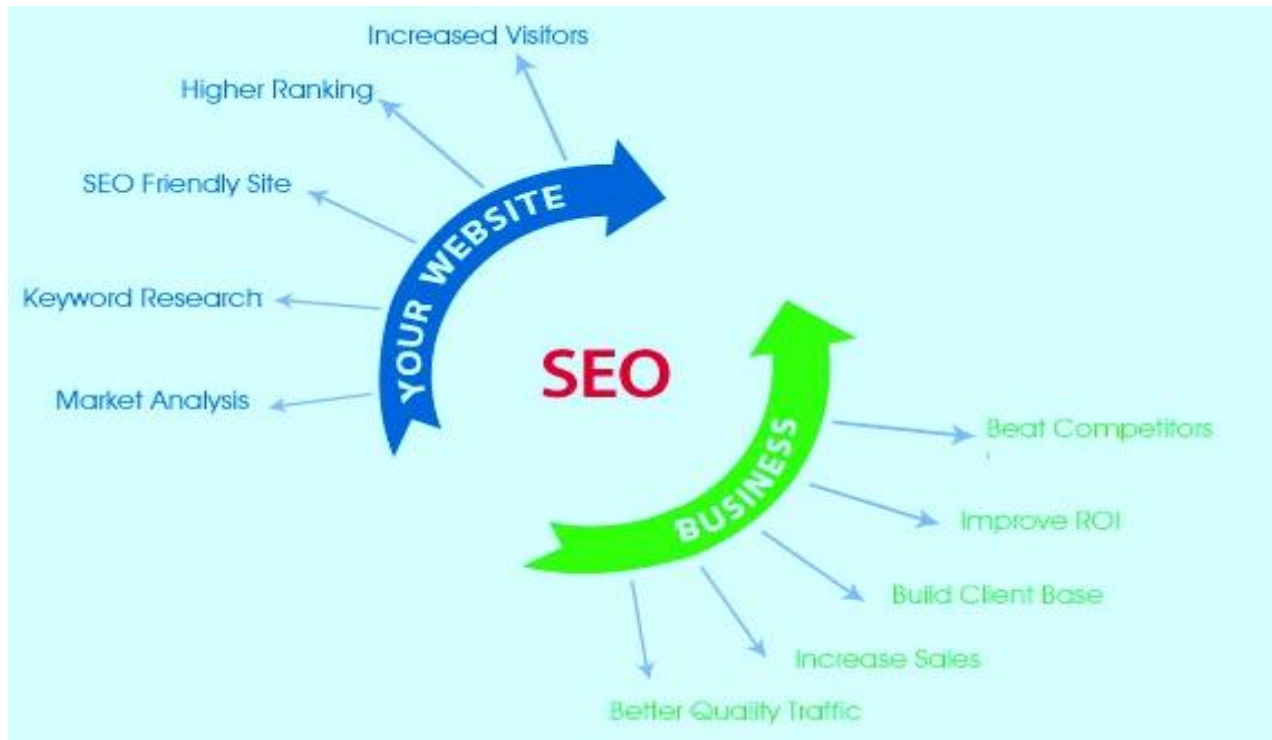 Increased Visitors
Higher Ranking
SEO Friendly Site
Keyword Research
Market Analysis
YOUR WEBSITE
SEO
BUSINESS
Beat Competitors
Improve ROI
Build Client Base
Increase Sales
Better Quality Traffic